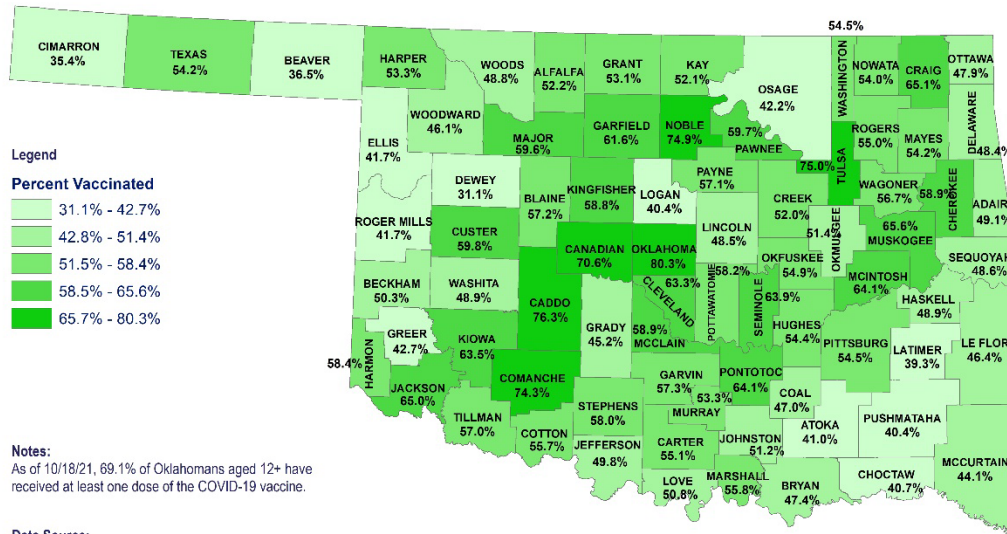 54.5%
CIMARRON
35.4%
TEXAS
54.2%
BEAVER
36.5%
HARPER
53.3%
WOODS
48.8%
ALFALFA
52.2%
GRANT
53.1%
KAY
52.1%
OSAGE
42.2%
WASHINGTON
NOWATA
54.0%
CRAIG
65.1%
OTTAWA
47.9%
DELAWARE
48.4%
ELLIS
41.7%
WOODWARD
46.1%
MAJOR
59.6%
GARFIELD
61.6%
NOBLE
74.9%
59.7%
PAWNEE
75.0%
TULSA
ROGERS
55.0%
MAYES
54.2%
Legend
Percent Vaccinated
31.1% - 42.7%
42.8% - 51.4%
51.5% - 58.4%
58.5% - 65.6%
65.7% - 80.3%
DEWEY
31.1%
BLAINE
57.2%
KINGFISHER
58.8%
LOGAN
40.4%
PAYNE
57.1%
CREEK
52.0%
WAGONER
56.7%
58.9%
CHEROKEE
ADAIR
49.1%
ROGER MILLS
41.7%
CUSTER
59.8%
CANADIAN
70.6%
OKLAHOMA
80.3%
LINCOLN
48.5%
OKFUSKEE
54.9%
51.4%
OKMULGEE
65.6%
MUSKOGEE
SEQUOYAH
48.6%
BECKHAM
50.3%
WASHITA
48.9%
CADDO
76.3%
GRADY
45.2%
63.3%
CLEVELAND
58.2%
POTTAWATOMIE
SEMINOLE
63.9%
HUGHES
54.4%
MCINTOSH
64.1%
HASKELL
48.9%
PITTSBURG
54.5%
LATIMER
39.3%
LE FLOR
46.4%
GREER
42.7%
KIOWA
63.5%
58.4%
HARMON
JACKSON
65.0%
COMANCHE
74.3%
58.9%
MCCLAIN
GARVIN
57.3%
PONTOTOC
64.1%
53.3%
MURRAY
COAL
47.0%
ATOKA
41.0%
PUSHMATAHA
40.4%
TILLMAN
57.0%
COTTON
55.7%
STEPHENS
58.0%
JEFFERSON
49.8%
CARTER
55.1%
JOHNSTON
51.2%
LOVE
50.8%
MARSHALL
55.8%
BRYAN
47.4%
CHOCTAW
40.7%
MCCURTAIN
44.1%
Notes:
As of 10/18/21, 69.1% of Oklahomans aged 12+ have
received at least one dose of the COVID-19 vaccine.
Data Source: